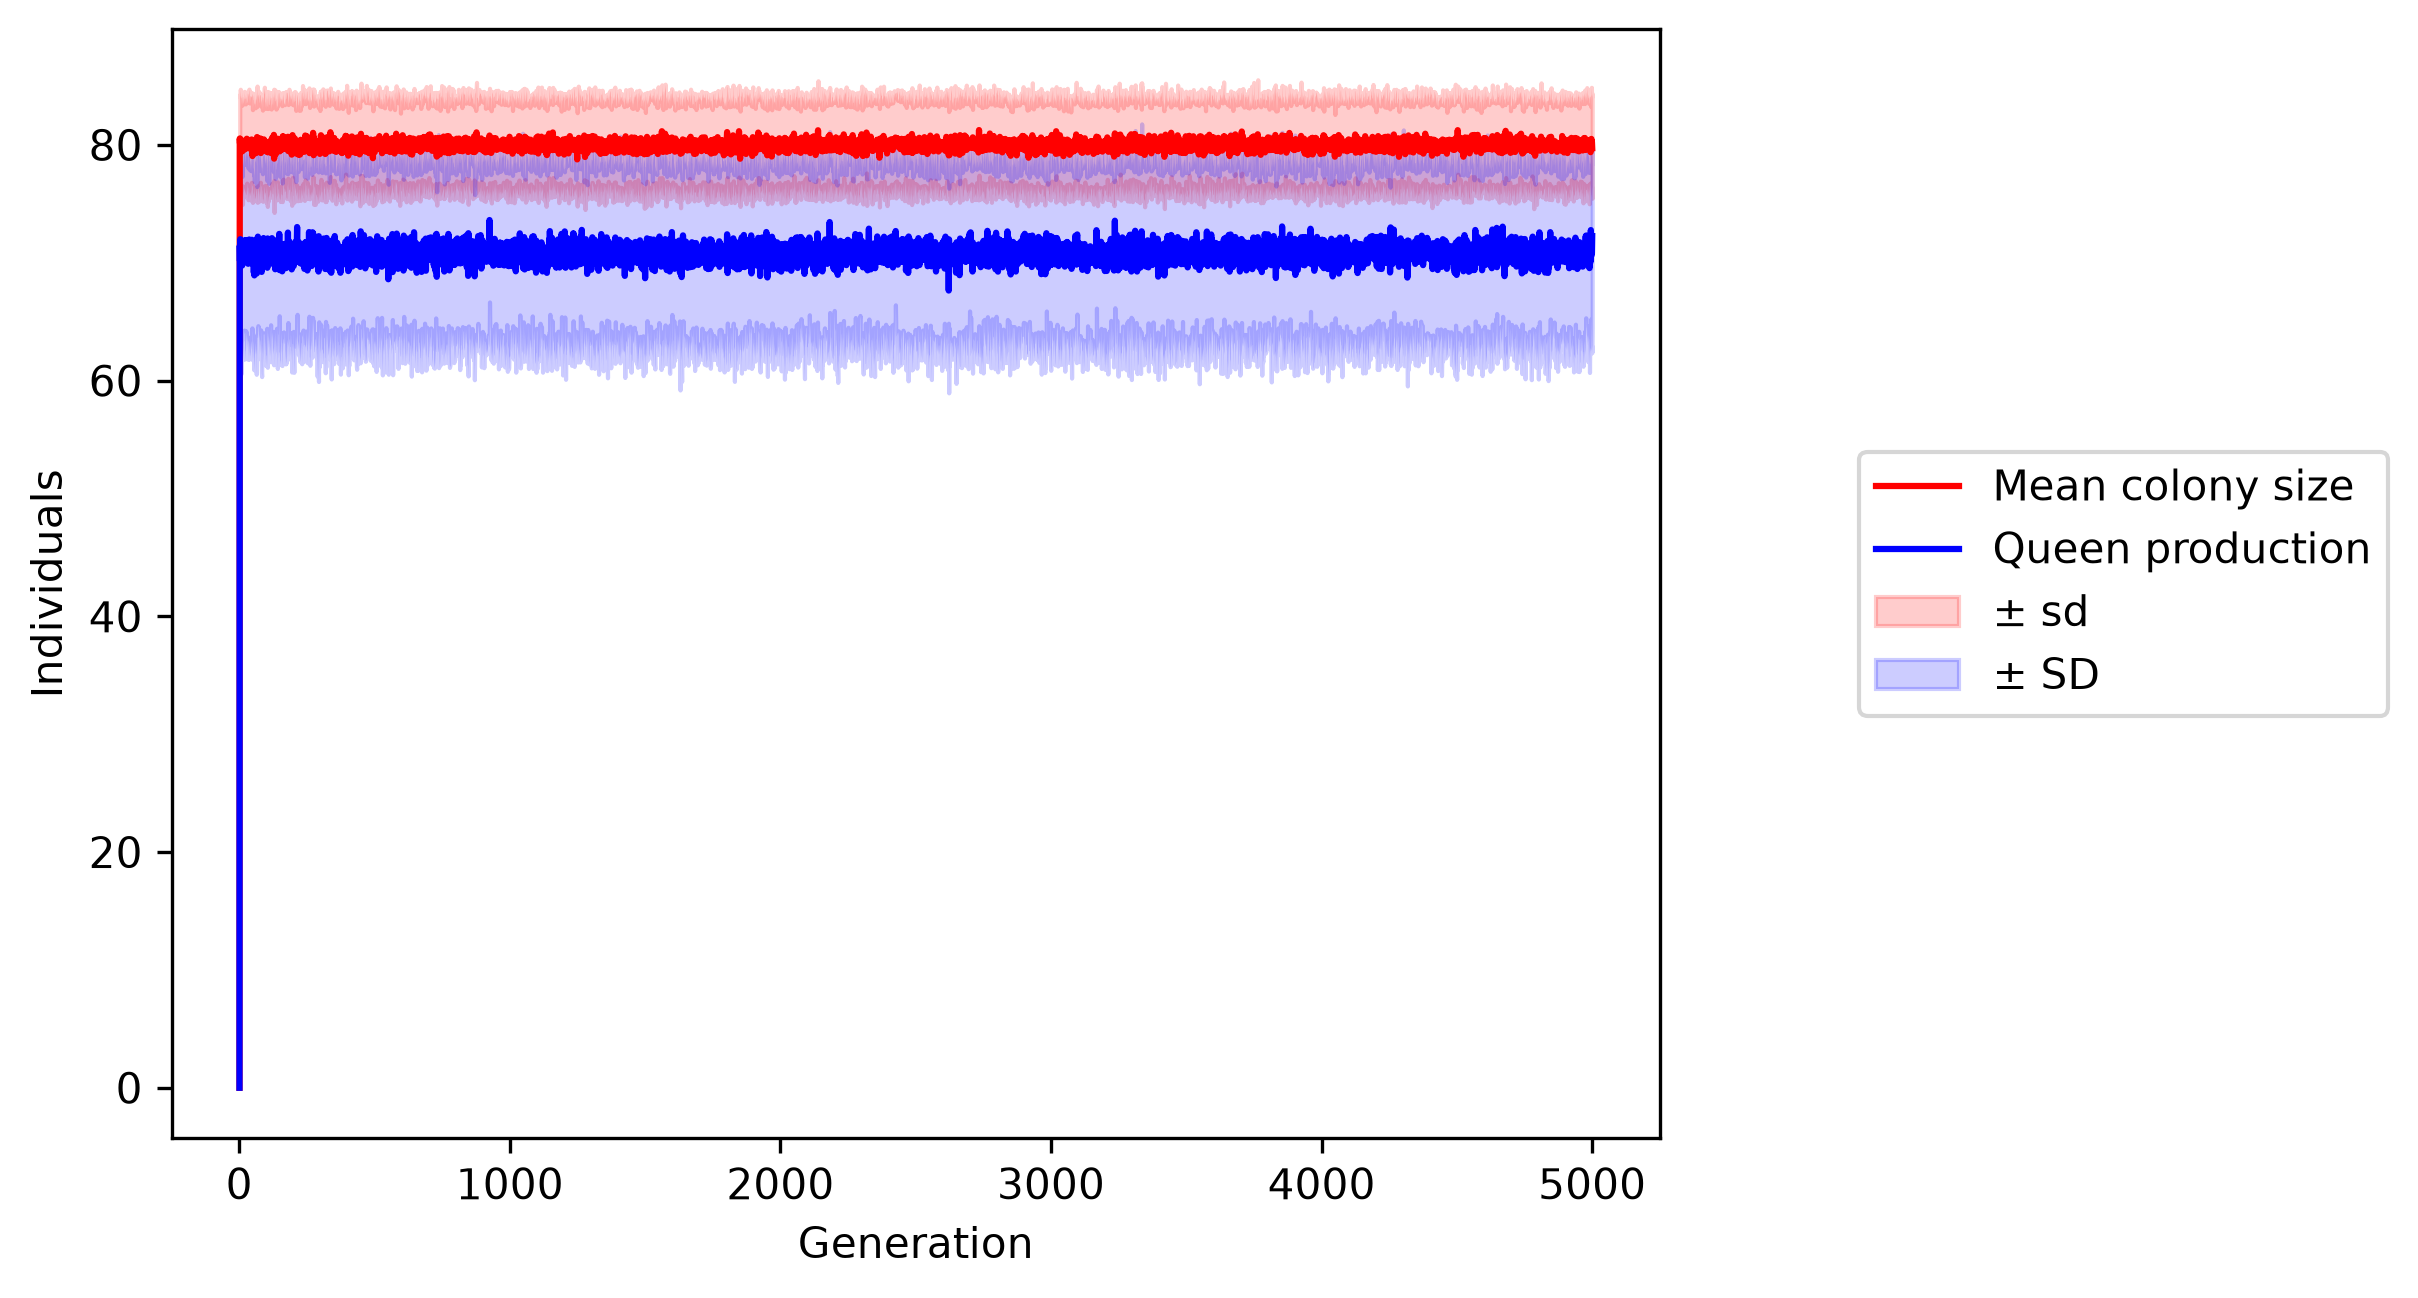 80
60
40
20
0
Individuals
0 1000 2000 3000 4000 5000
Generation
Mean colony size
Queen production
± sd
± SD